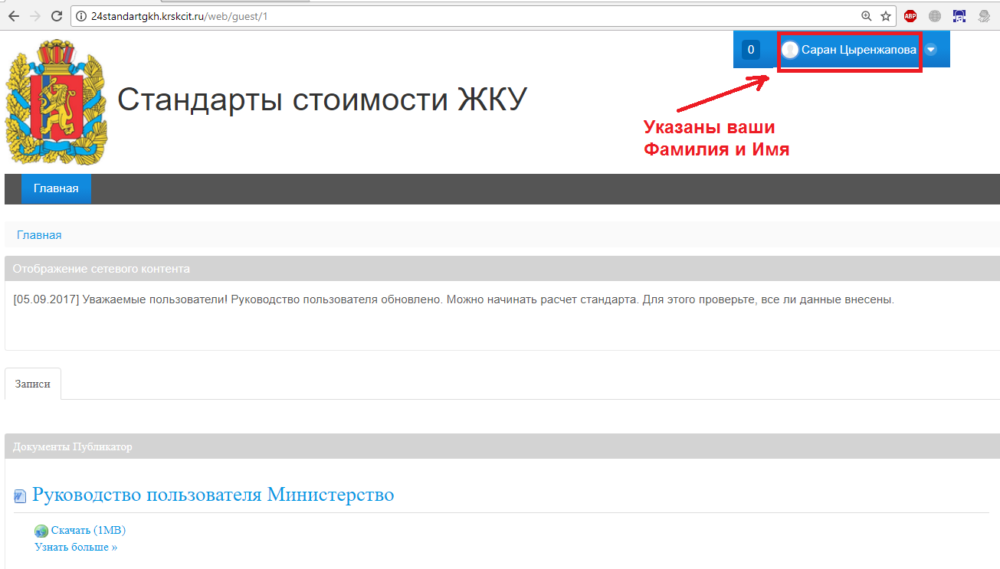 24standartgkh.krskcit.ru/web/guest/1
ABP
0
Саран Цыренжапова
Стандарты стоимости ЖКУ
Указаны ваши
Фамилия и Имя
Главная
Главная
Отображение сетевого контента
[05.09.2017] Уважаемые пользователи! Руководство пользователя обновлено. Можно начинать расчет стандарта. Для этого проверьте, все ли данные внесены.
Записи
Документы Публикатор
Руководство пользователя Министерство
Скачать (1MB)
Узнать больше »